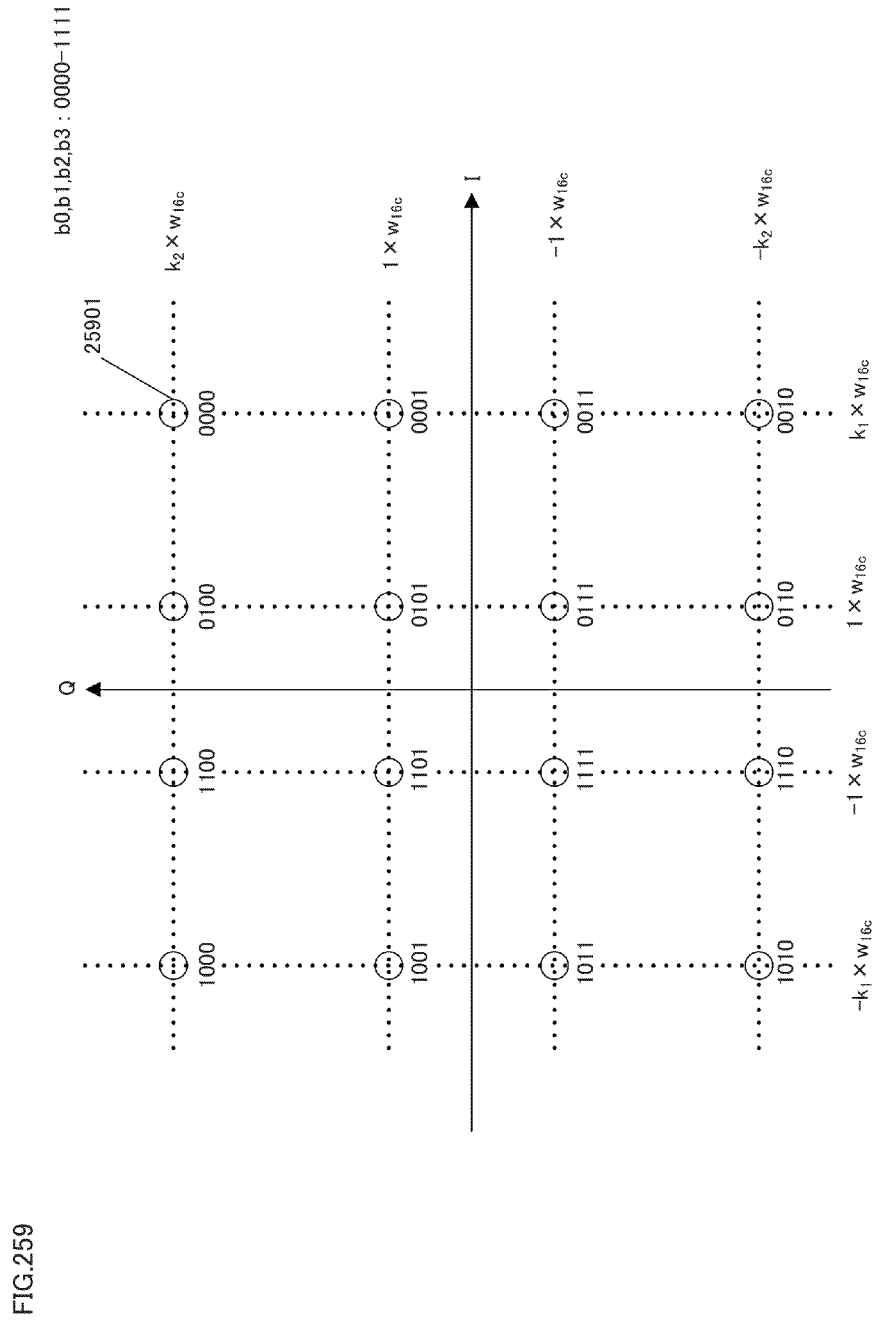 FIG.259
b0,b1,b2,b3 : 0000-1111
Q
25901
1000
1100
0100
0000
k₂×w₁₆c
1001
1101
0101
0001
1×w₁₆c
I
1011
1111
0111
0011
-1×w₁₆c
1010
1110
0110
0010
-k₂×w₁₆c
-k₁×w₁₆c
-1×w₁₆c
1×w₁₆c
k₁×w₁₆c